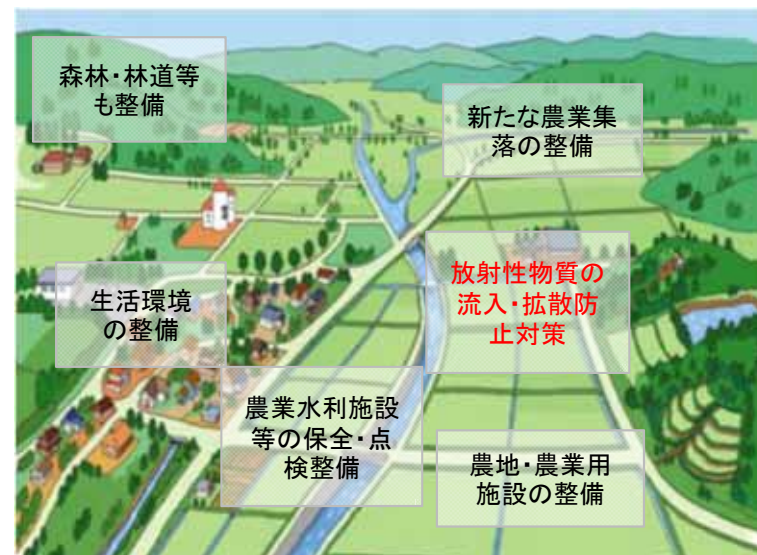 森林・林道等
も整備
新たな農業集
落の整備
放射性物質の
流入・拡散防
止対策
生活環境
の整備
農業水利施設
等の保全・点
検整備
農地・農業用
施設の整備